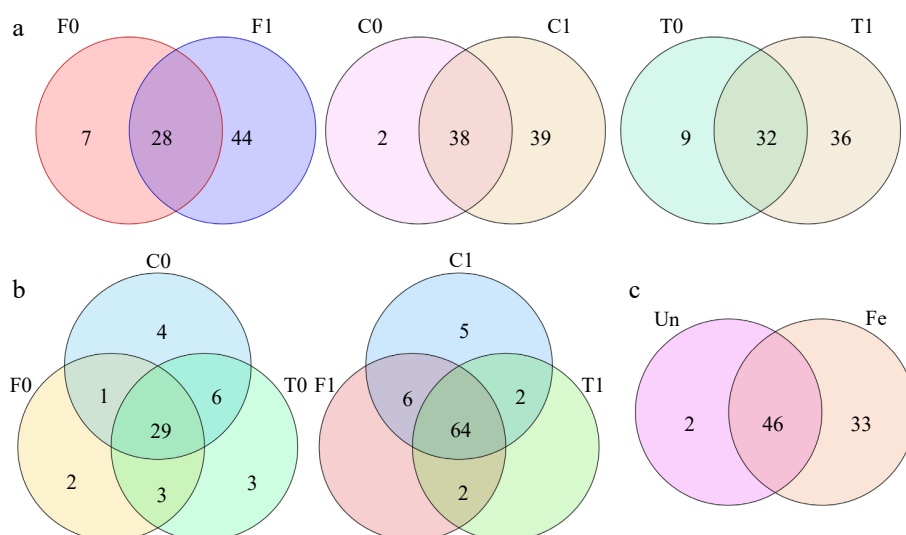 a F0 F1 C0 C1 T0 T1
7 28 44 2 38 39 9 32 36
b C0 C1 c
4 5 Un Fe
F0 1 6 T0 F1 6 2 T1
29 64 2 46 33
2 3 3 2